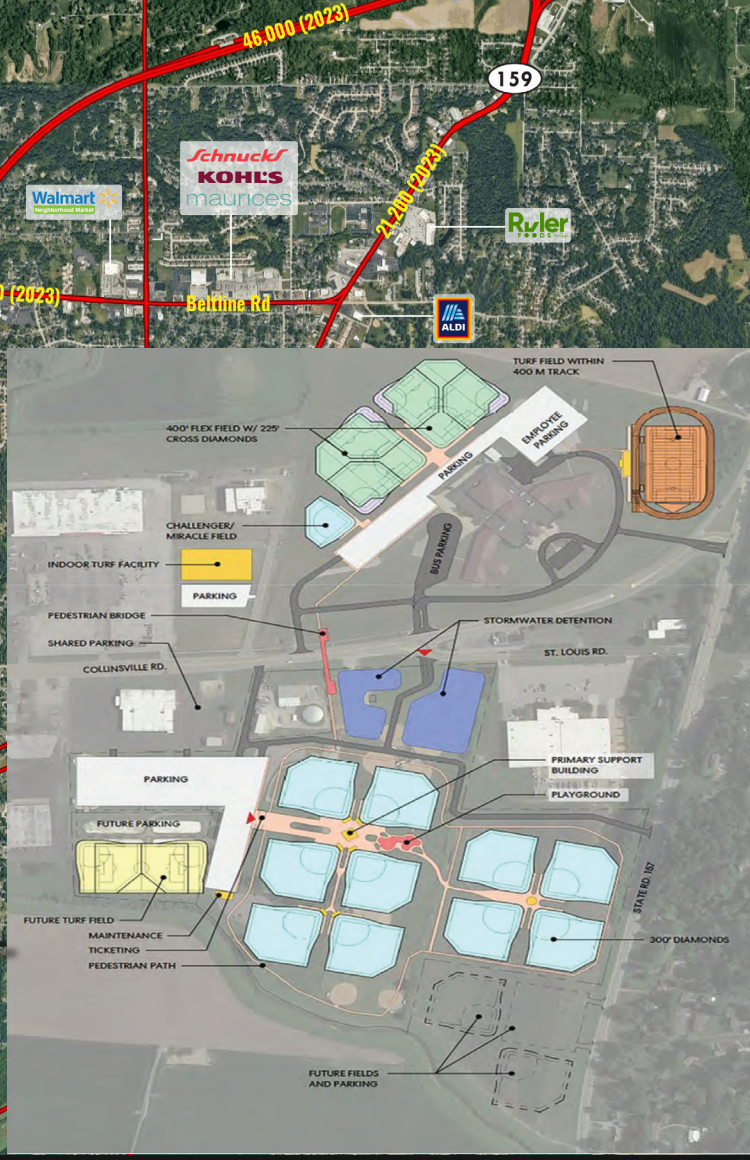 46,000 (2023)
159
Schnucks
KOHL'S
maurices
Walmart
Neighborhood Market
21,200 (2023)
Ruler
FOODS
0 (2023)
Beltline Rd
ALDI
TURF FIELD WITHIN
400 M TRACK
400' FLEX FIELD W/ 225'
CROSS DIAMONDS
EMPLOYEE
PARKING
PARKING
CHALLENGER/
MIRACLE FIELD
BUS PARKING
INDOOR TURF FACILITY
PARKING
PEDESTRIAN BRIDGE
STORMWATER DETENTION
SHARED PARKING
ST. LOUIS RD.
COLLINSVILLE RD.
PRIMARY SUPPORT
BUILDING
PARKING
PLAYGROUND
FUTURE PARKING
STATE RD. 157
FUTURE TURF FIELD
MAINTENANCE
300' DIAMONDS
TICKETING
PEDESTRIAN PATH
FUTURE FIELDS
AND PARKING